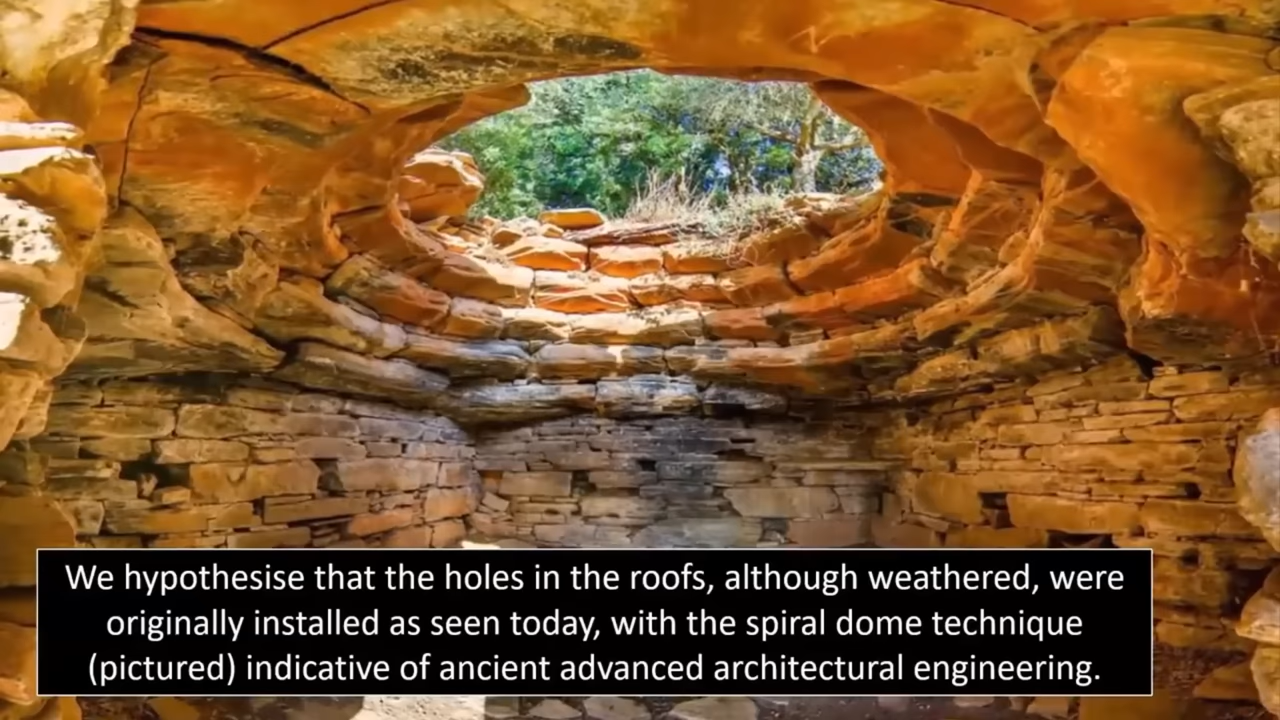 We hypothesise that the holes in the roofs, although weathered, were
originally installed as seen today, with the spiral dome technique
(pictured) indicative of ancient advanced architectural engineering.